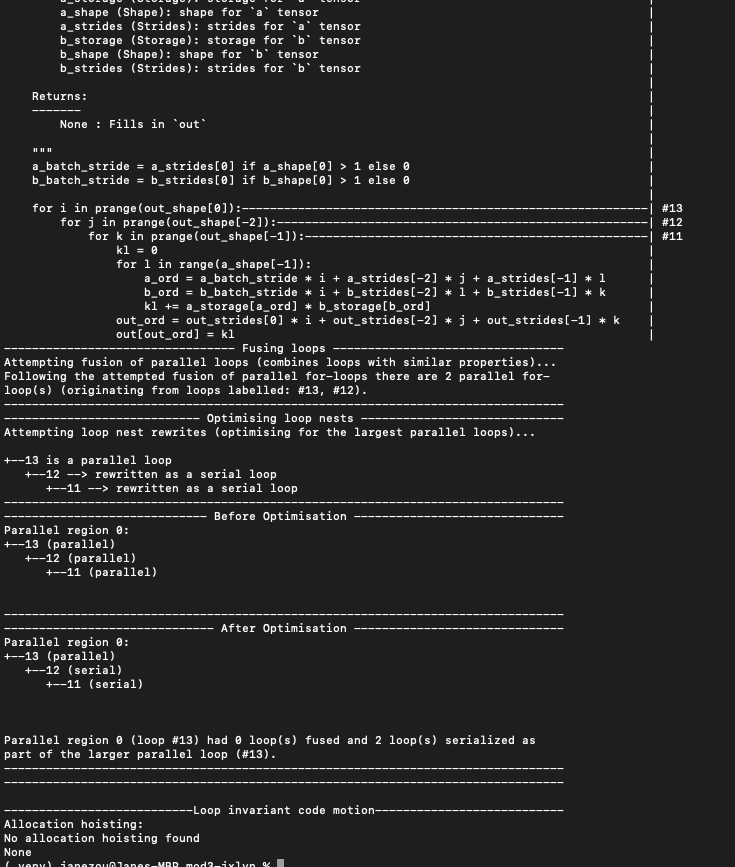 a_shape (Shape): shape for `a` tensor
a_strides (Strides): strides for `a` tensor
b_storage (Storage): storage for `b` tensor
b_shape (Shape): shape for `b` tensor
b_strides (Strides): strides for `b` tensor
Returns:
-------
None : Fills in `out`
"""
a_batch_stride = a_strides[0] if a_shape[0] > 1 else 0
b_batch_stride = b_strides[0] if b_shape[0] > 1 else 0
for i in prange(out_shape[0]):----------------------------------------------------------| #13
for j in prange(out_shape[-2]):-----------------------------------------------------| #12
for k in prange(out_shape[-1]):-------------------------------------------------| #11
kl = 0
for l in range(a_shape[-1]):
a_ord = a_batch_stride * i + a_strides[-2] * j + a_strides[-1] * l
b_ord = b_batch_stride * i + b_strides[-2] * l + b_strides[-1] * k
kl += a_storage[a_ord] * b_storage[b_ord]
out_ord = out_strides[0] * i + out_strides[-2] * j + out_strides[-1] * k
out[out_ord] = kl
--------------------------------- Fusing loops ---------------------------------
Attempting fusion of parallel loops (combines loops with similar properties)...
Following the attempted fusion of parallel for-loops there are 2 parallel for-
loop(s) (originating from loops labelled: #13, #12).
--------------------------------------------------------------------------------
---------------------------- Optimising loop nests -----------------------------
Attempting loop nest rewrites (optimising for the largest parallel loops)...
+--13 is a parallel loop
+--12 --> rewritten as a serial loop
+--11 --> rewritten as a serial loop
--------------------------------------------------------------------------------
----------------------------- Before Optimisation ------------------------------
Parallel region 0:
+--13 (parallel)
+--12 (parallel)
+--11 (parallel)
--------------------------------------------------------------------------------
------------------------------ After Optimisation ------------------------------
Parallel region 0:
+--13 (parallel)
+--12 (serial)
+--11 (serial)
Parallel region 0 (loop #13) had 0 loop(s) fused and 2 loop(s) serialized as
part of the larger parallel loop (#13).
--------------------------------------------------------------------------------
--------------------------------------------------------------------------------
---------------------------Loop invariant code motion---------------------------
Allocation hoisting:
No allocation hoisting found
None